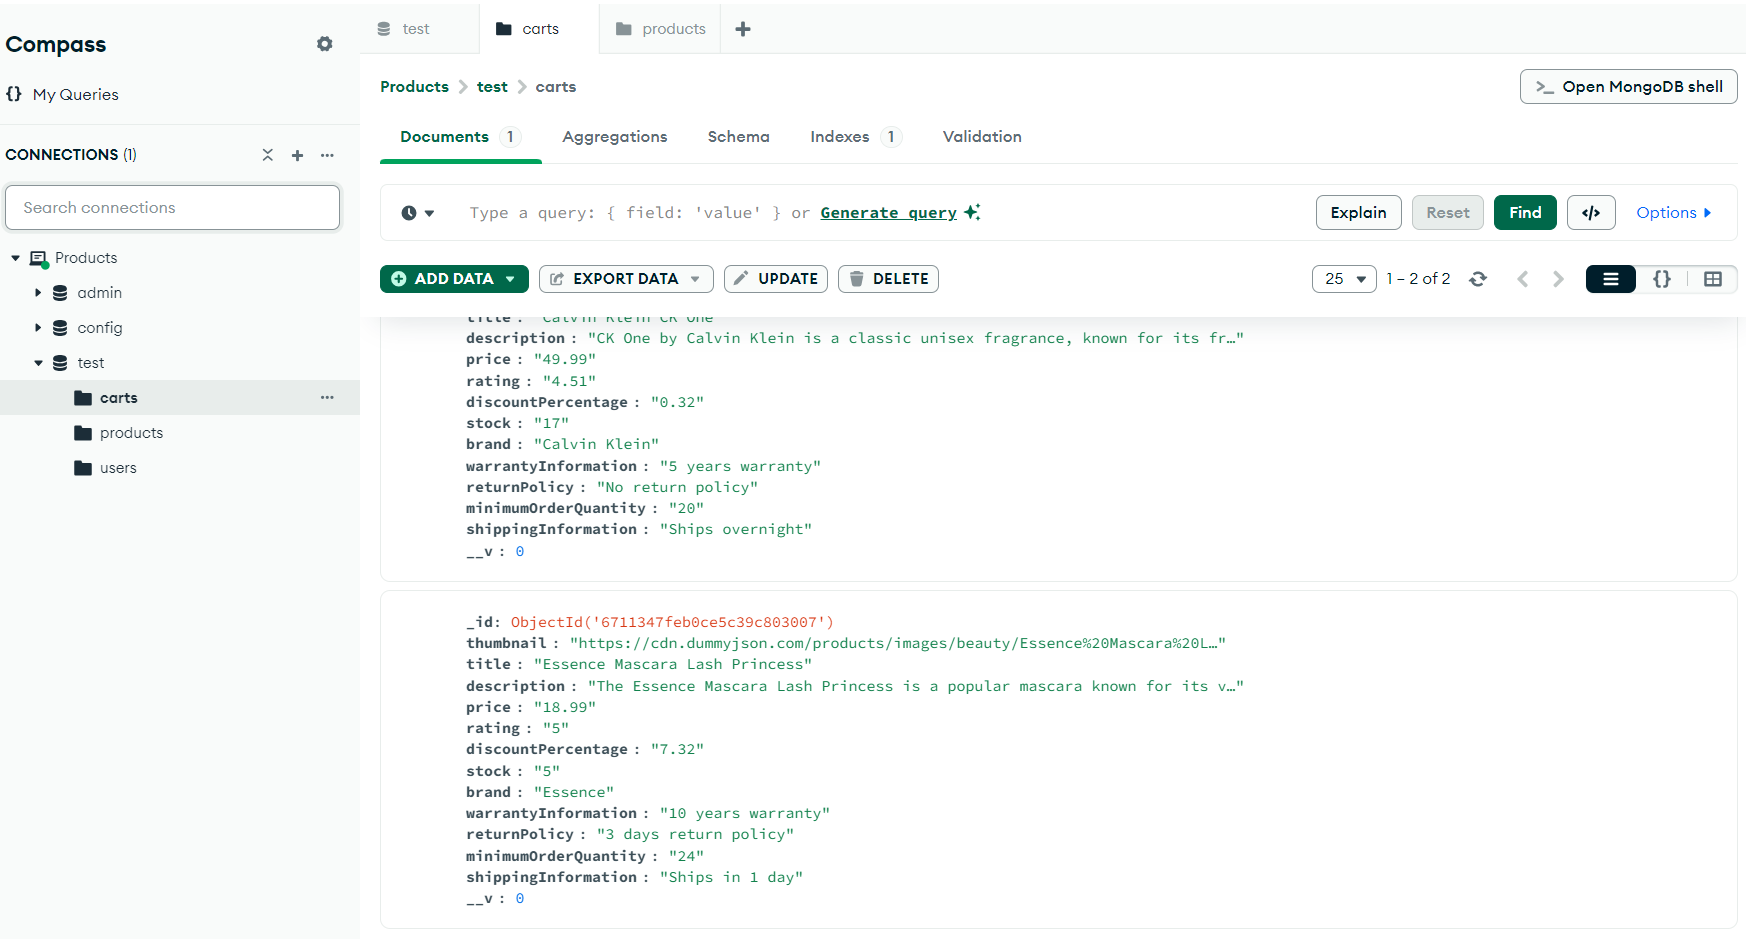 Compass
My Queries
CONNECTIONS (1)
Search connections
Products
admin
config
test
carts
products
users
test
carts
products
Products > test > carts
>_ Open MongoDB shell
Documents 1
Aggregations
Schema
Indexes 1
Validation
Type a query: { field: 'value' } or Generate query
Explain
Reset
Find
</>
Options
ADD DATA
EXPORT DATA
UPDATE
DELETE
25
1 – 2 of 2
{}
title : "Calvin Klein CK One"
description : "CK One by Calvin Klein is a classic unisex fragrance, known for its fr…"
price : "49.99"
rating : "4.51"
discountPercentage : "0.32"
stock : "17"
brand : "Calvin Klein"
warrantyInformation : "5 years warranty"
returnPolicy : "No return policy"
minimumOrderQuantity : "20"
shippingInformation : "Ships overnight"
__v : 0
_id: ObjectId('6711347feb0ce5c39c803007')
thumbnail : "https://cdn.dummyjson.com/products/images/beauty/Essence%20Mascara%20L…"
title : "Essence Mascara Lash Princess"
description : "The Essence Mascara Lash Princess is a popular mascara known for its v…"
price : "18.99"
rating : "5"
discountPercentage : "7.32"
stock : "5"
brand : "Essence"
warrantyInformation : "10 years warranty"
returnPolicy : "3 days return policy"
minimumOrderQuantity : "24"
shippingInformation : "Ships in 1 day"
__v : 0